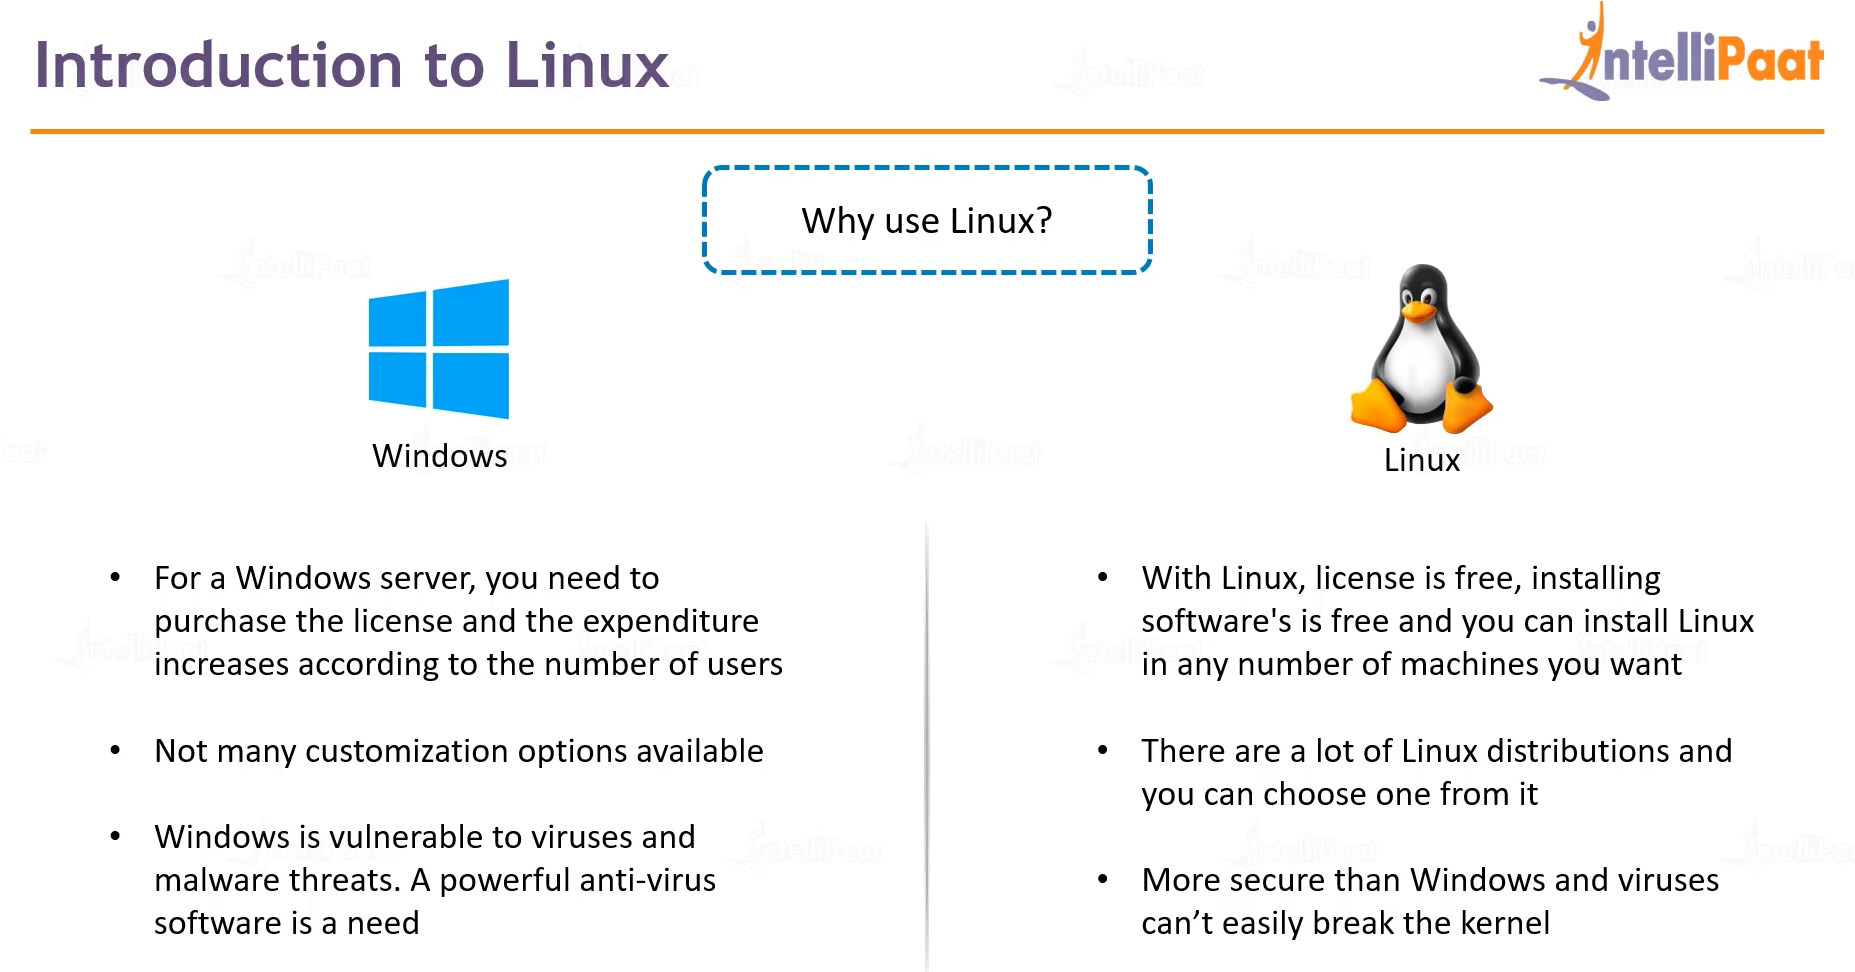 Introduction to Linux
IntelliPaat
Why use Linux?
Windows
Linux
• For a Windows server, you need to
purchase the license and the expenditure
increases according to the number of users
• Not many customization options available
• Windows is vulnerable to viruses and
malware threats. A powerful anti-virus
software is a need
• With Linux, license is free, installing
software's is free and you can install Linux
in any number of machines you want
• There are a lot of Linux distributions and
you can choose one from it
• More secure than Windows and viruses
can’t easily break the kernel